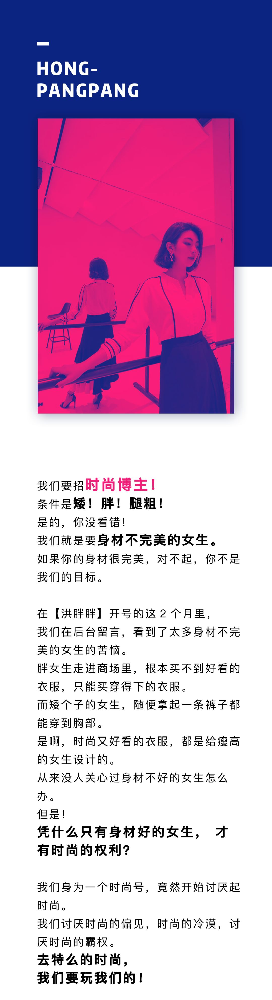 HONG-
PANGPANG
我们要招时尚博主!
条件是矮!胖!腿粗!
是的，你没看错!
我们就是要身材不完美的女生。
如果你的身材很完美，对不起，你不是
我们的目标。
在【洪胖胖】开号的这 2 个月里，
我们在后台留言，看到了太多身材不完
美的女生的苦恼。
胖女生走进商场里，根本买不到好看的
衣服，只能买穿得下的衣服。
而矮个子的女生，随便拿起一条裤子都
能穿到胸部。
是啊，时尚又好看的衣服，都是给瘦高
的女生设计的。
从来没人关心过身材不好的女生怎么
办。
但是!
凭什么只有身材好的女生， 才
有时尚的权利?
我们身为一个时尚号，竟然开始讨厌起
时尚。
我们讨厌时尚的偏见，时尚的冷漠，讨
厌时尚的霸权。
去特么的时尚，
我们要玩我们的!